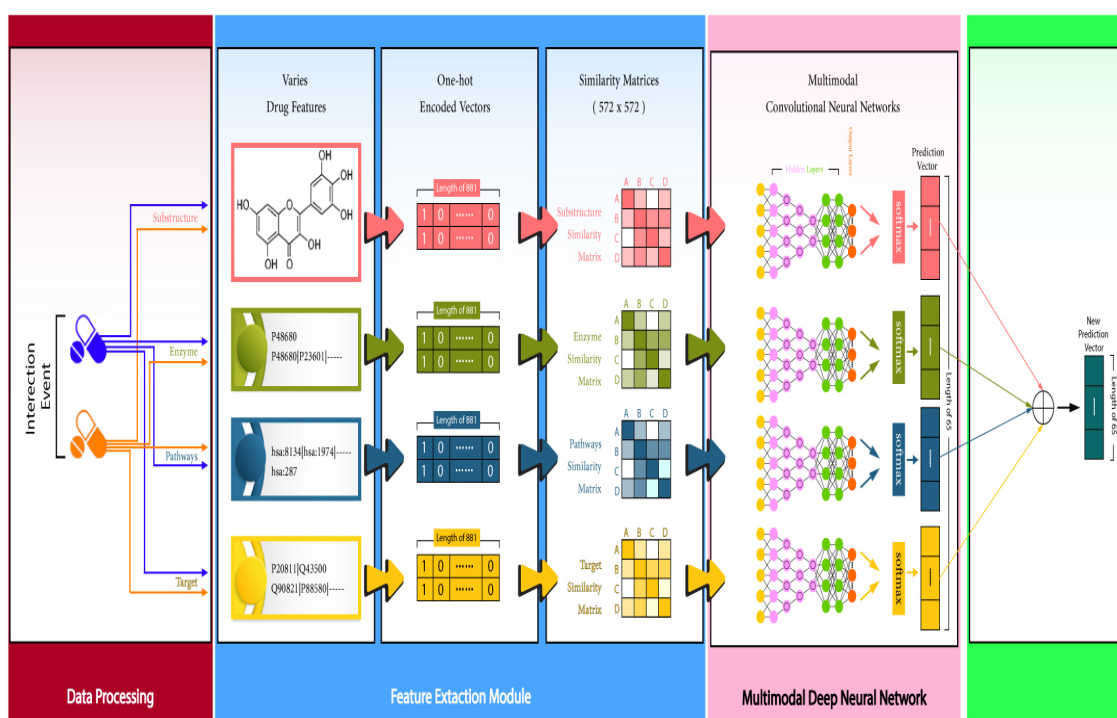 Interection
Event
Substructure
Enzyme
Pathways
Target
Data Processing
Varies
Drug Features
OH
OH
HO
O
OH
OH
OH
O
P48680
P48680|P23601|-----
hsa:8134|hsa:1974|-----
hsa:287
P20811|Q43500
Q90821|P88580|-----
One-hot
Encoded Vectors
Length of 881
1 0 ...... 0
1 0 ...... 0
Length of 881
1 0 ...... 0
1 0 ...... 0
Length of 881
1 0 ...... 0
1 0 ...... 0
Length of 881
1 0 ...... 0
1 0 ...... 0
Similarity Matrices
( 572 x 572 )
A B C D
A
Substructure
B
Similarity
C
Matrix
D
A B C D
A
Enzyme
B
Similarity
C
Matrix
D
A B C D
A
Pathways
B
Similarity
C
Matrix
D
A B C D
A
Target
B
Similarity
C
Matrix
D
Feature Extaction Module
Multimodal
Convolutional Neural Networks
Hidden Layers
Output Layers
Prediction
Vector
softmax
softmax
softmax
softmax
Length of 65
Multimodal Deep Neural Network
New
Prediction
Vector
Length of 65